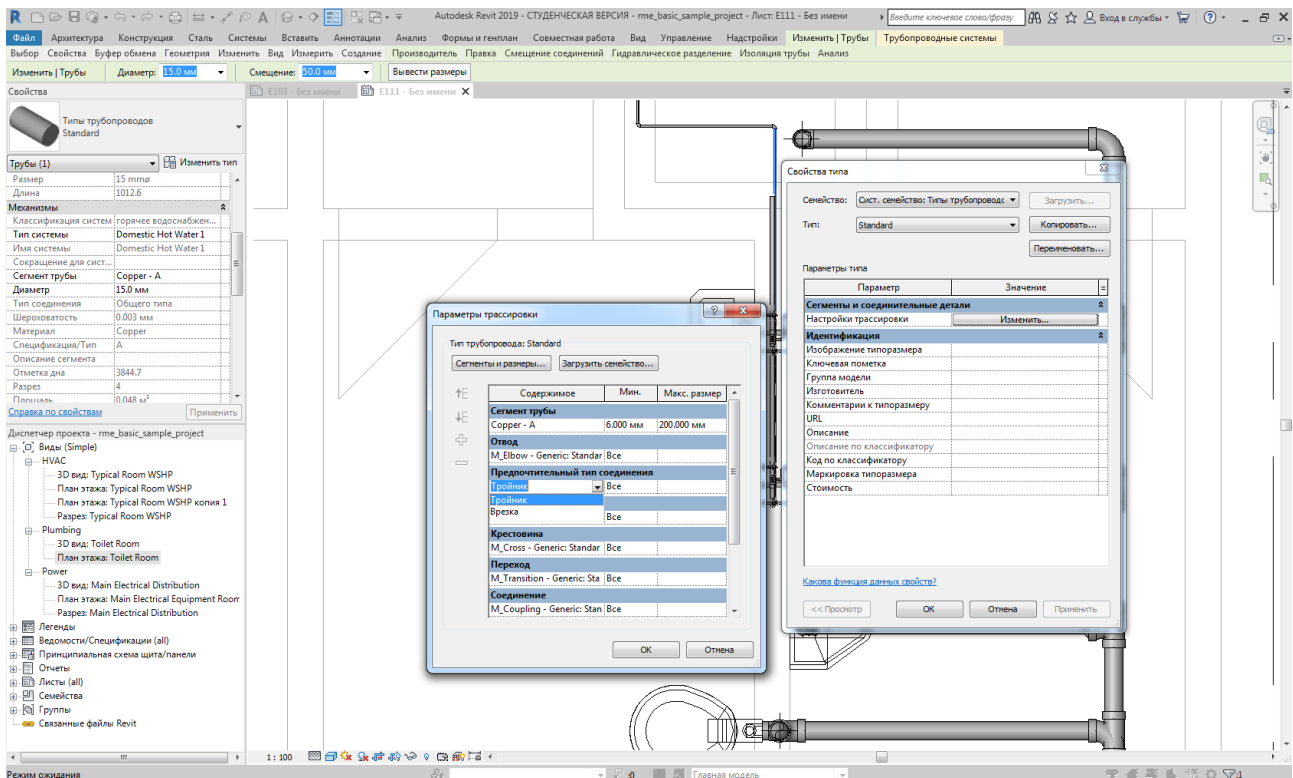 Autodesk Revit 2019 - СТУДЕНЧЕСКАЯ ВЕРСИЯ - rme_basic_sample_project - Лист: E111 - Без имени
Введите ключевое слово/фразу
Вход в службы
Файл Архитектура Конструкция Сталь Системы Вставить Аннотации Анализ Формы и генплан Совместная работа Вид Управление Надстройки Изменить | Трубы Трубопроводные системы
Выбор Свойства Буфер обмена Геометрия Изменить Вид Измерить Создание Производитель Правка Смещение соединений Гидравлическое разделение Изоляция трубы Анализ
Изменить | Трубы Диаметр: 15.0 мм Смещение: 50.0 мм Вывести размеры
Свойства
E103 - Без имени E111 - Без имени
Типы трубопроводов
Standard
Трубы (1) Изменить тип
Размер 15 mmø
Длина 1012.6
Механизмы
Классификация систем горячее водоснабжен...
Тип системы Domestic Hot Water 1
Имя системы Domestic Hot Water 1
Сокращение для сист...
Сегмент трубы Copper - A
Диаметр 15.0 мм
Тип соединения Общего типа
Шероховатость 0.003 мм
Материал Copper
Спецификация/Тип A
Описание сегмента
Отметка дна 3844.7
Разрез 4
Площадь 0.048 м²
Справка по свойствам Применить
Диспетчер проекта - rme_basic_sample_project
Виды (Simple)
HVAC
3D вид: Typical Room WSHP
План этажа: Typical Room WSHP
План этажа: Typical Room WSHP копия 1
Разрез: Typical Room WSHP
Plumbing
3D вид: Toilet Room
План этажа: Toilet Room
Power
3D вид: Main Electrical Distribution
План этажа: Main Electrical Equipment Room
Разрез: Main Electrical Distribution
Легенды
Ведомости/Спецификации (all)
Принципиальная схема щита/панели
Отчеты
Листы (all)
Семейства
Группы
Связанные файлы Revit
Параметры трассировки
Тип трубопровода: Standard
Сегменты и размеры... Загрузить семейство...
Содержимое Мин. Макс. размер
Сегмент трубы
Copper - A 6.000 мм 200.000 мм
Отвод
M_Elbow - Generic: Standar Все
Предпочтительный тип соединения
Тройник Все
Тройник
Врезка
Все
Крестовина
M_Cross - Generic: Standar Все
Переход
M_Transition - Generic: Sta Все
Соединение
M_Coupling - Generic: Stan Все
OK Отмена
Свойства типа
Семейство: Сист. семейство: Типы трубопроводс Загрузить...
Тип: Standard Копировать...
Переименовать...
Параметры типа
Параметр Значение =
Сегменты и соединительные детали
Настройки трассировки Изменить...
Идентификация
Изображение типоразмера
Ключевая пометка
Группа модели
Изготовитель
Комментарии к типоразмеру
URL
Описание
Описание по классификатору
Код по классификатору
Маркировка типоразмера
Стоимость
Какова функция данных свойств?
<< Просмотр OK Отмена Применить
1 : 100
Режим ожидания :0 Главная модель :1